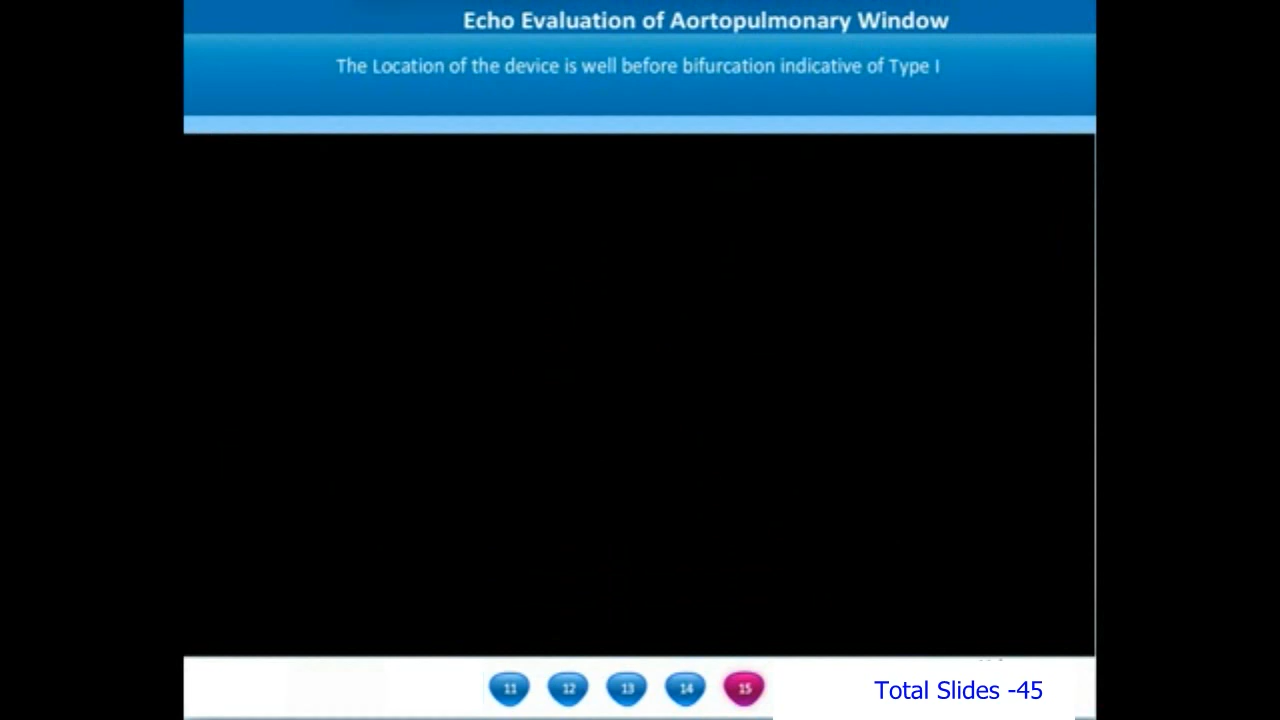 Echo Evaluation of Aortopulmonary Window
The Location of the device is well before bifurcation indicative of Type I
11 12 13 14 15
Total Slides -45